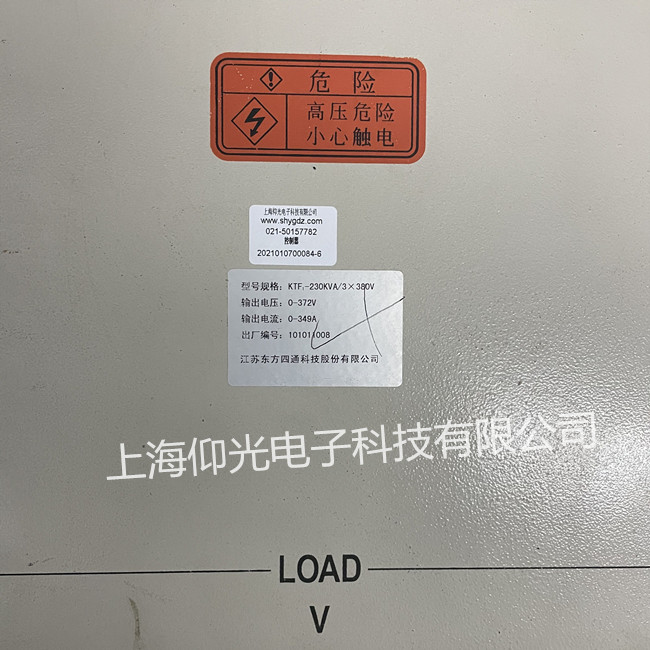 危险
高压危险
小心触电
上海仰光电子科技有限公司
www.shygdz.com
021-50157782
控制器
2021010700084-6
型号规格: KTF₁-230KVA/3×380V
输出电压: 0-372V
输出电流: 0-349A
出厂编号: 101011008
江苏东方四通科技股份有限公司
上海仰光电子科技有限公司
LOAD
V